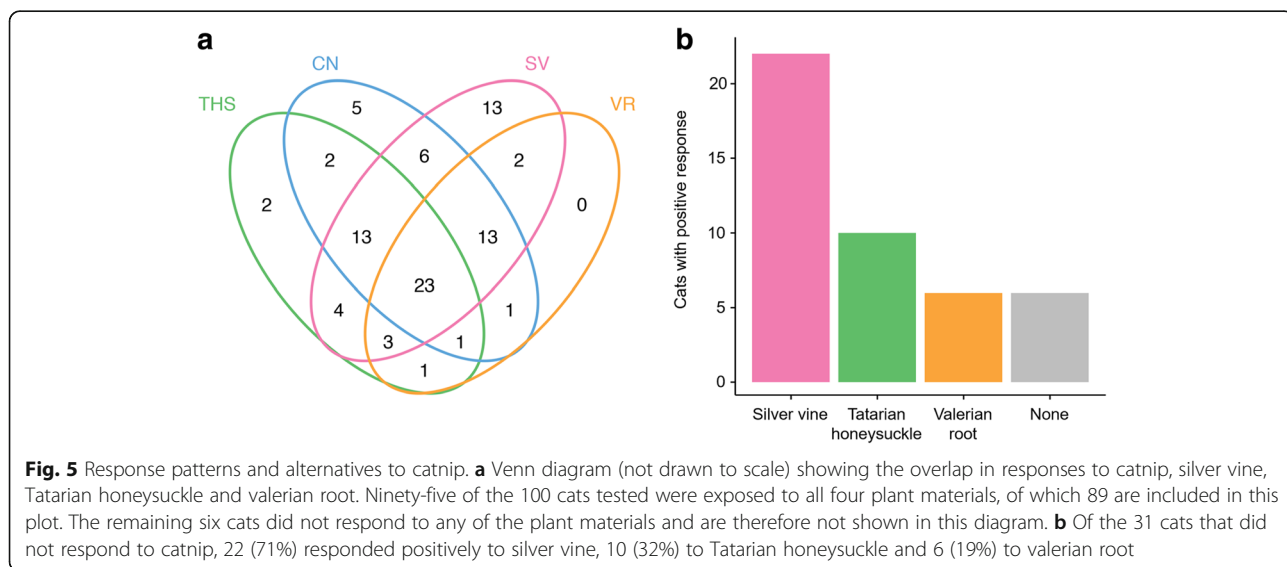 a
CN
SV
THS
VR
5
13
2
6
2
2
0
13
13
23
4
1
3
1
1
b
Cats with positive response
20
15
10
5
0
Silver vine
Tatarian
honeysuckle
Valerian
root
None
Fig. 5 Response patterns and alternatives to catnip. a Venn diagram (not drawn to scale) showing the overlap in responses to catnip, silver vine,
Tatarian honeysuckle and valerian root. Ninety-five of the 100 cats tested were exposed to all four plant materials, of which 89 are included in this
plot. The remaining six cats did not respond to any of the plant materials and are therefore not shown in this diagram. b Of the 31 cats that did
not respond to catnip, 22 (71%) responded positively to silver vine, 10 (32%) to Tatarian honeysuckle and 6 (19%) to valerian root